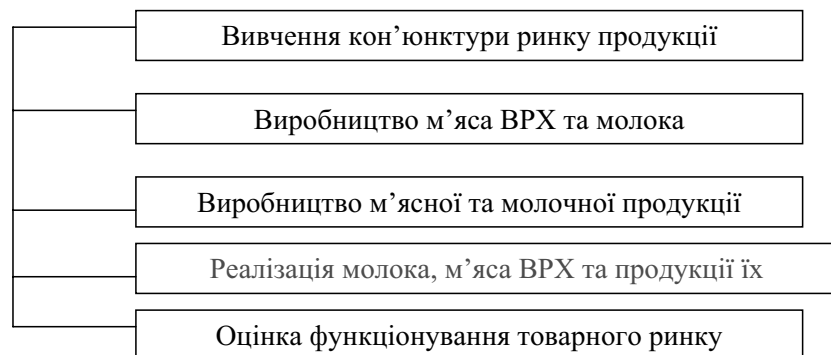 Вивчення кон’юнктури ринку продукції
Виробництво м’яса ВРХ та молока
Виробництво м’ясної та молочної продукції
Реалізація молока, м’яса ВРХ та продукції їх
Оцінка функціонування товарного ринку